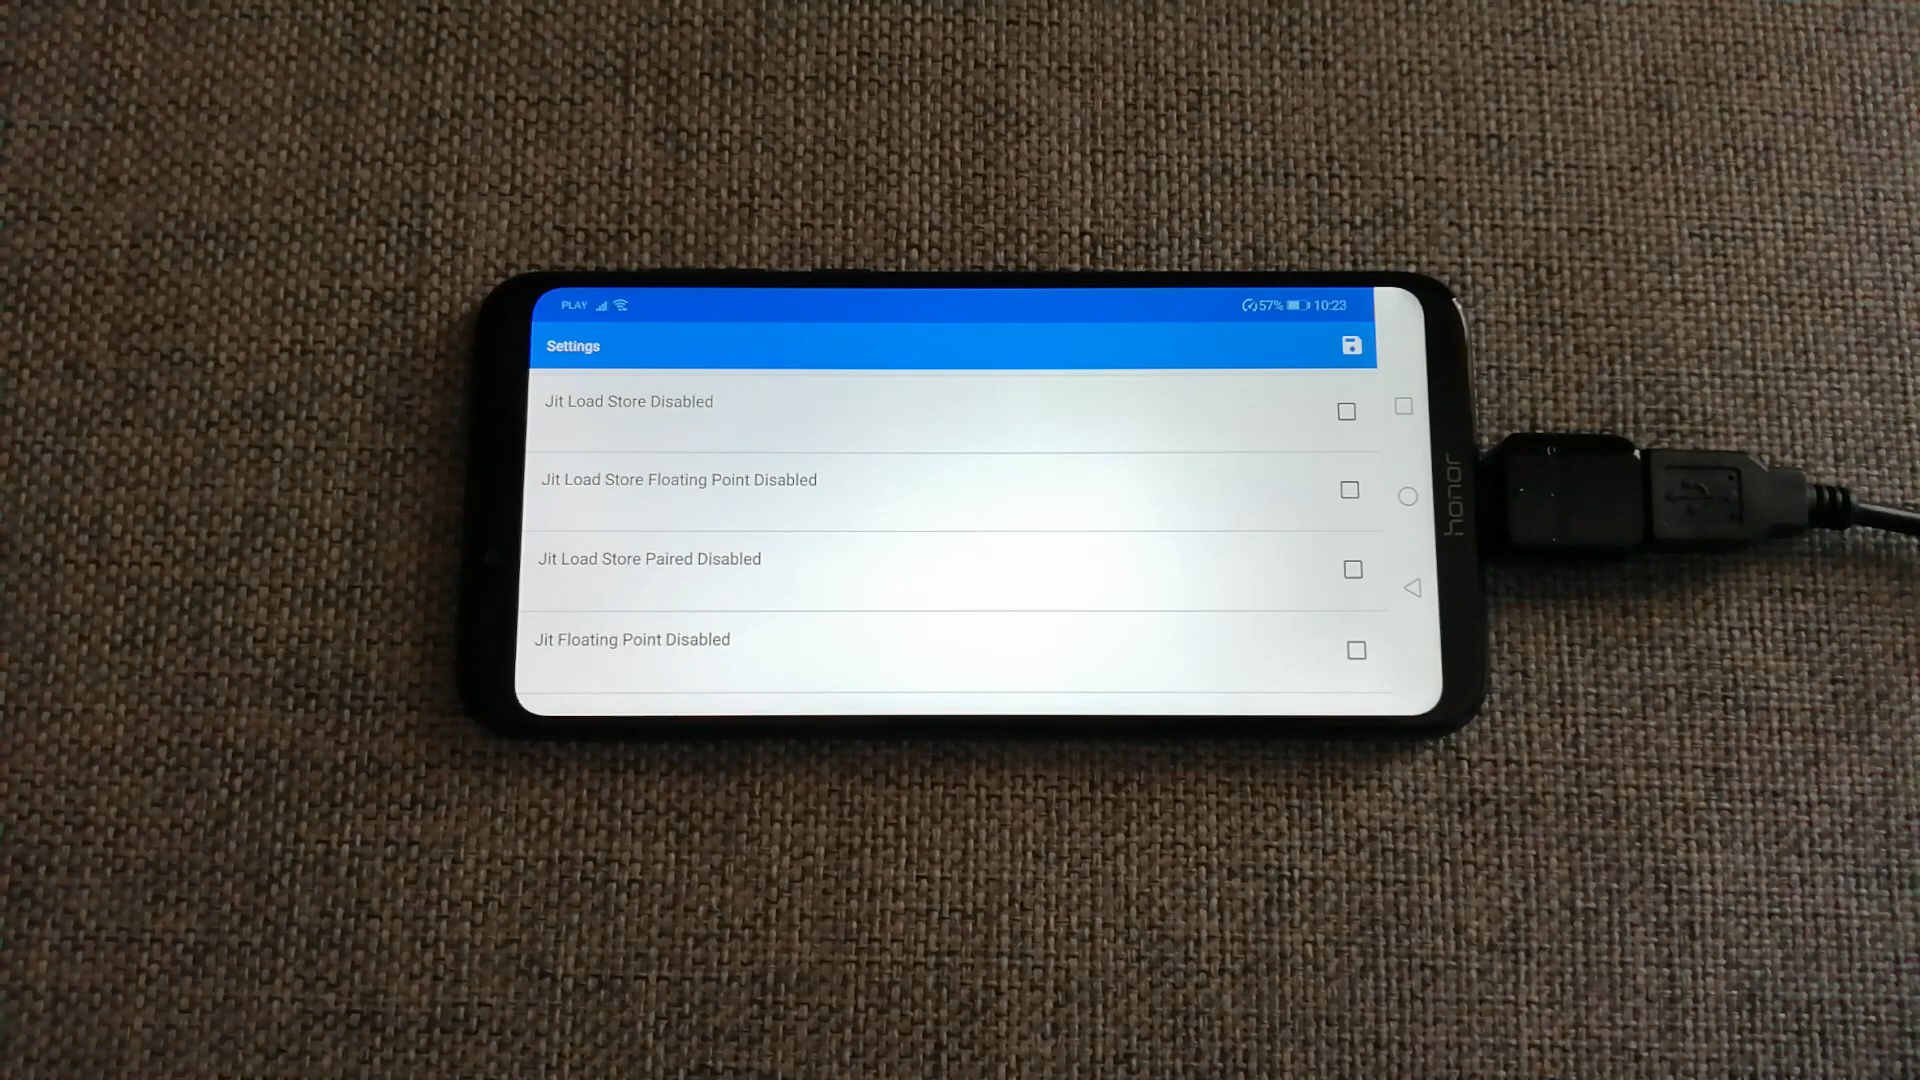 PLAY 57% 10:23
Settings
Jit Load Store Disabled
Jit Load Store Floating Point Disabled
Jit Load Store Paired Disabled
Jit Floating Point Disabled
honor